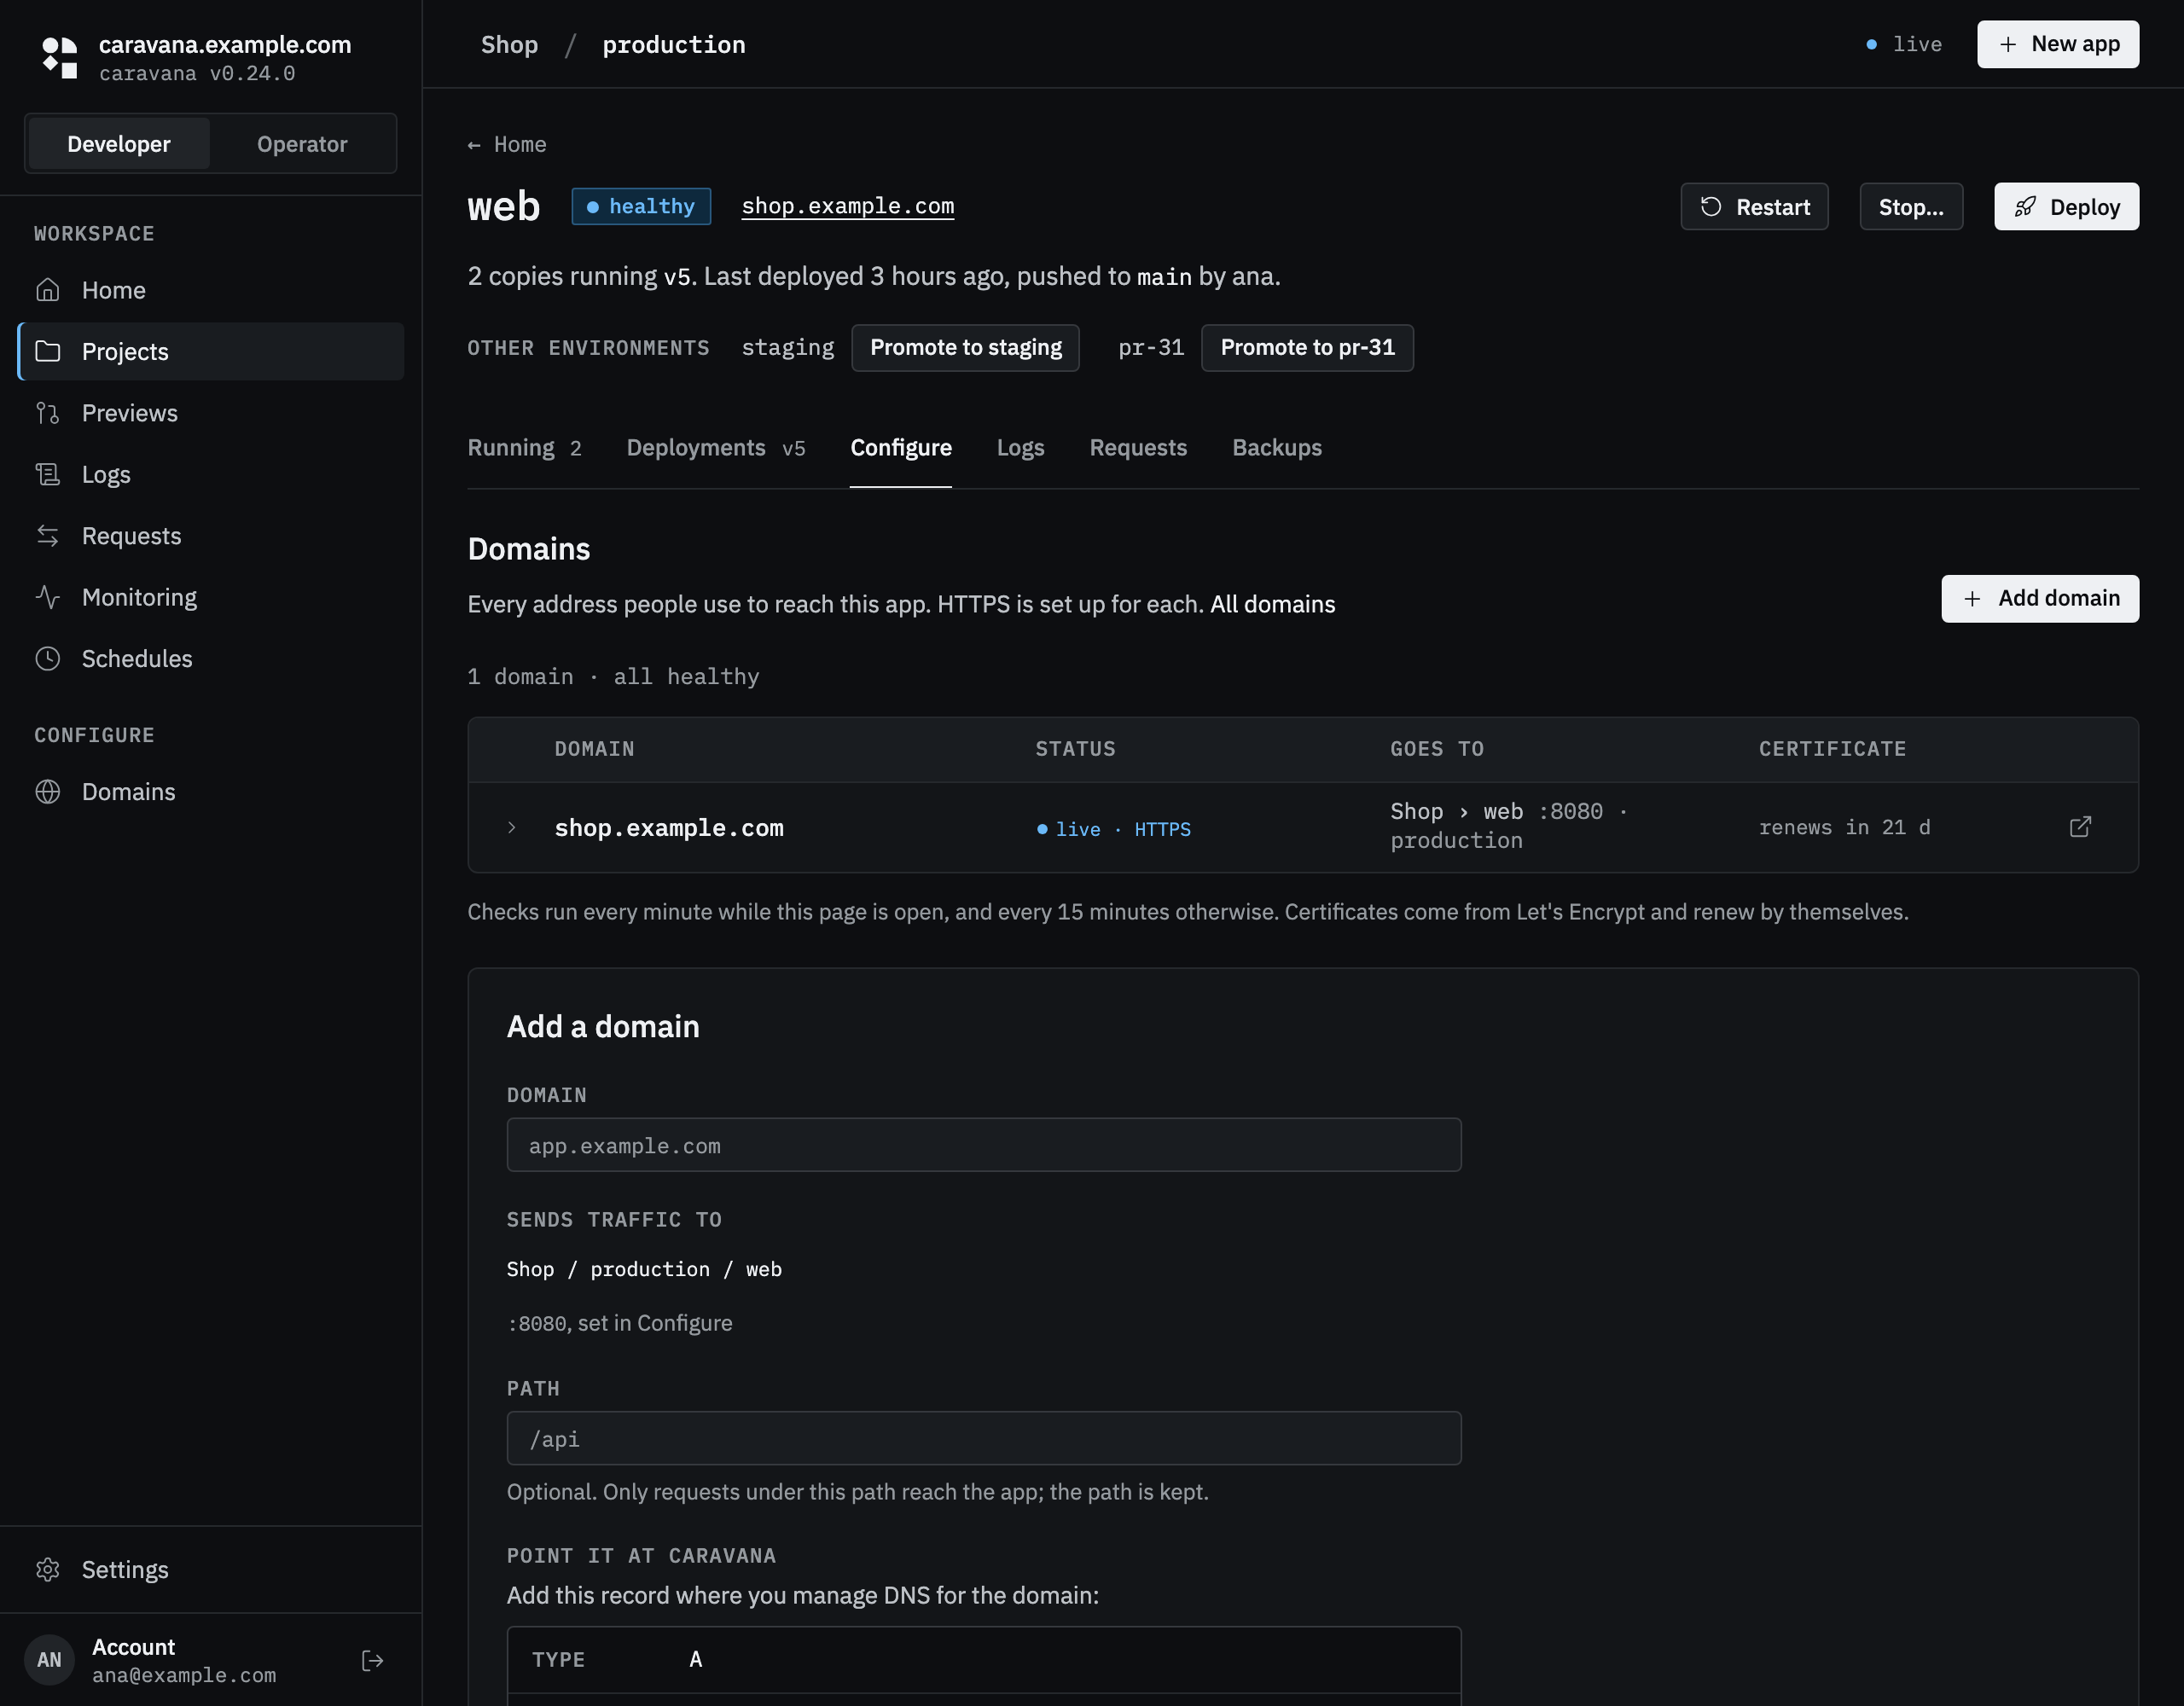 caravana.example.com
caravana v0.24.0
Developer
Operator
WORKSPACE
Home
Projects
Previews
Logs
Requests
Monitoring
Schedules
CONFIGURE
Domains
Settings
AN
Account
ana@example.com
Shop / production
live
+ New app
← Home
web
healthy
shop.example.com
Restart
Stop...
Deploy
2 copies running v5. Last deployed 3 hours ago, pushed to main by ana.
OTHER ENVIRONMENTS staging Promote to staging pr-31 Promote to pr-31
Running 2 Deployments v5 Configure Logs Requests Backups
Domains
Every address people use to reach this app. HTTPS is set up for each. All domains
+ Add domain
1 domain · all healthy
DOMAIN STATUS GOES TO CERTIFICATE
shop.example.com live · HTTPS Shop › web :8080 · renews in 21 d
production
Checks run every minute while this page is open, and every 15 minutes otherwise. Certificates come from Let's Encrypt and renew by themselves.
Add a domain
DOMAIN
app.example.com
SENDS TRAFFIC TO
Shop / production / web
:8080, set in Configure
PATH
/api
Optional. Only requests under this path reach the app; the path is kept.
POINT IT AT CARAVANA
Add this record where you manage DNS for the domain:
TYPE A